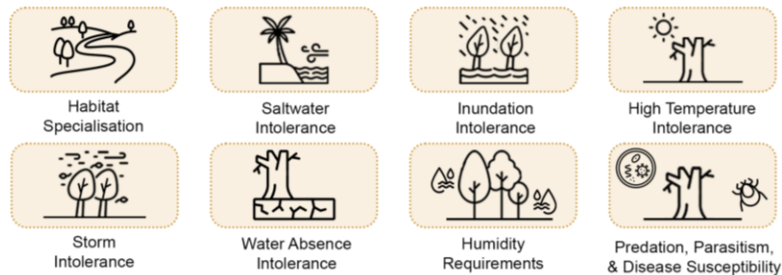 Habitat
Specialisation
Saltwater
Intolerance
Inundation
Intolerance
High Temperature
Intolerance
Storm
Intolerance
Water Absence
Intolerance
Humidity
Requirements
Predation, Parasitism,
& Disease Susceptibility